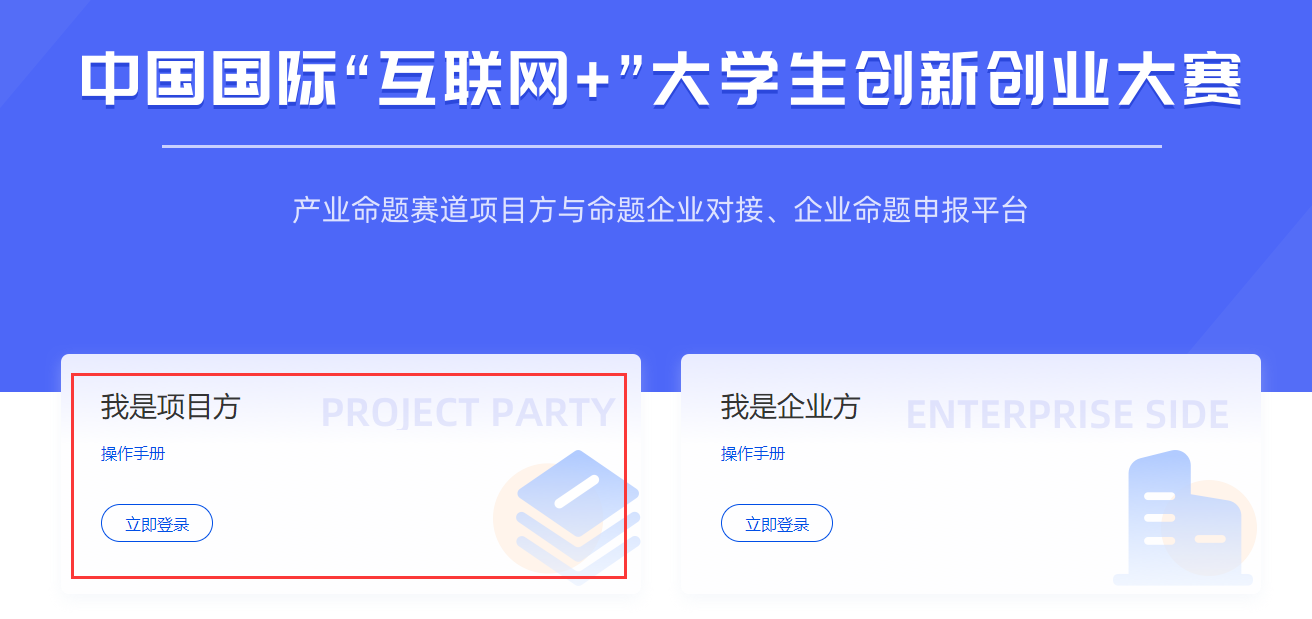 中国国际“互联网+”大学生创新创业大赛
产业命题赛道项目方与命题企业对接、企业命题申报平台
我是项目方
PROJECT PARTY
操作手册
立即登录
我是企业方
ENTERPRISE SIDE
操作手册
立即登录